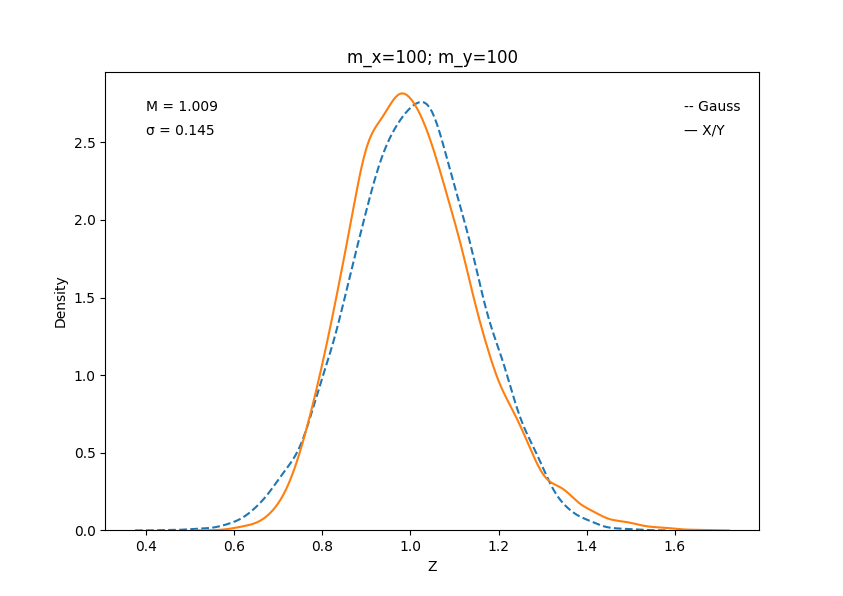 m_x=100; m_y=100
M = 1.009
σ = 0.145
-- Gauss
— X/Y
Density
2.5
2.0
1.5
1.0
0.5
0.0
0.4 0.6 0.8 1.0 1.2 1.4 1.6
Z